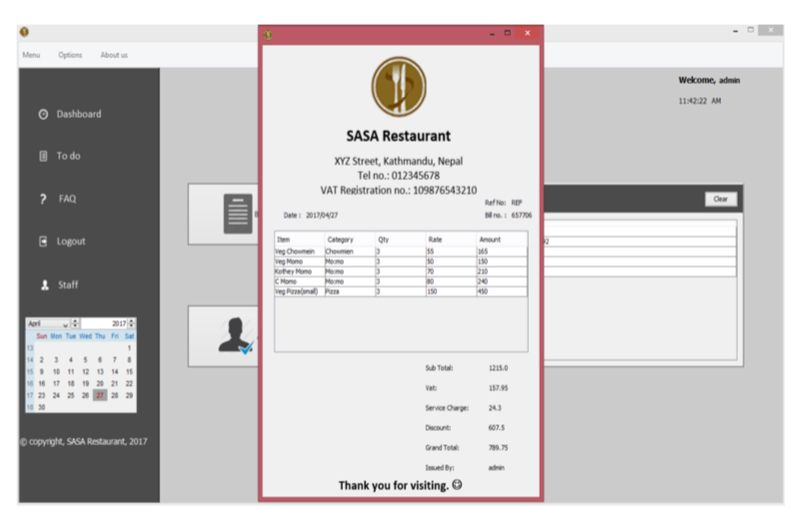 Menu Options About us
Welcome, admin
11:42:22 AM
Dashboard
To do
FAQ
Logout
Staff
April 2017
Sun Mon Tue Wed Thu Fri Sat
13 1
14 2 3 4 5 6 7 8
15 9 10 11 12 13 14 15
16 16 17 18 19 20 21 22
17 23 24 25 26 27 28 29
18 30
© copyright, SASA Restaurant, 2017
Clear
SASA Restaurant
XYZ Street, Kathmandu, Nepal
Tel no.: 012345678
VAT Registration no.: 109876543210
Ref No: REF
Date : 2017/04/27 Bill no. : 657706
Item Category Qty Rate Amount
Veg Chowmein Chowmien 3 55 165
Veg Momo Mo:mo 3 50 150
Kothey Momo Mo:mo 3 70 210
C Momo Mo:mo 3 80 240
Veg Pizza(small) Pizza 3 150 450
Sub Total: 1215.0
Vat: 157.95
Service Charge: 24.3
Discount: 607.5
Grand Total: 789.75
Issued By: admin
Thank you for visiting. ☺